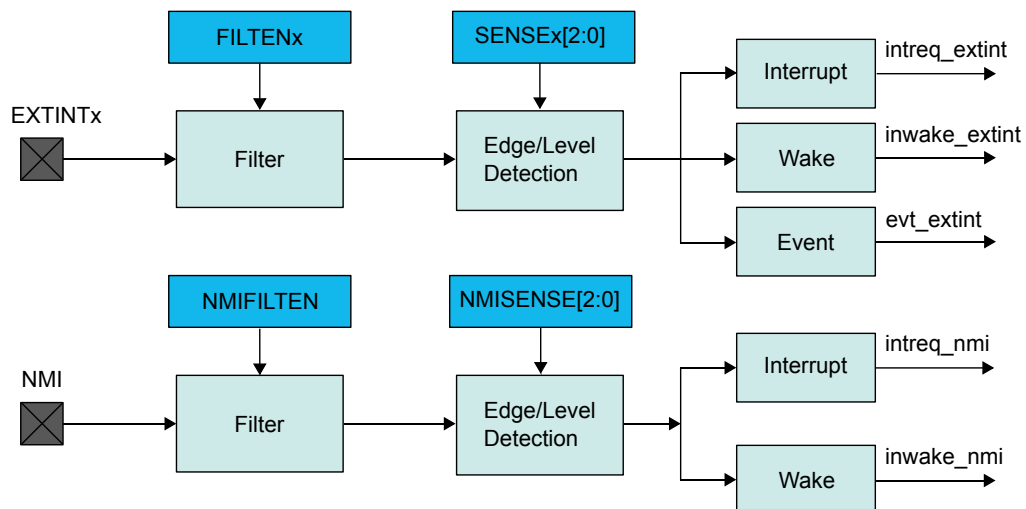 FILTENx
SENSEx[2:0]
intreq_extint
Interrupt
EXTINTx
inwake_extint
Filter
Edge/Level
Detection
Wake
evt_extint
Event
NMIFILTEN
NMISENSE[2:0]
intreq_nmi
Interrupt
NMI
Filter
Edge/Level
Detection
inwake_nmi
Wake